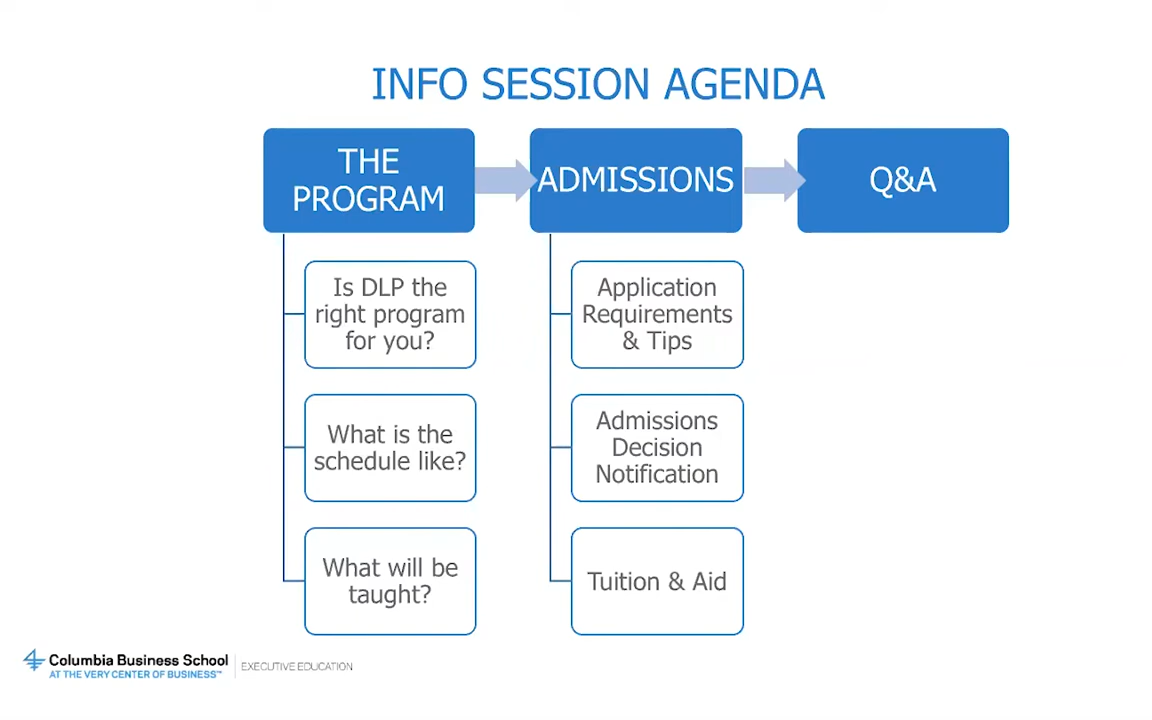 INFO SESSION AGENDA
THE
PROGRAM
Is DLP the
right program
for you?
What is the
schedule like?
What will be
taught?
ADMISSIONS
Application
Requirements
& Tips
Admissions
Decision
Notification
Tuition & Aid
Q&A
Columbia Business School
AT THE VERY CENTER OF BUSINESS™
EXECUTIVE EDUCATION